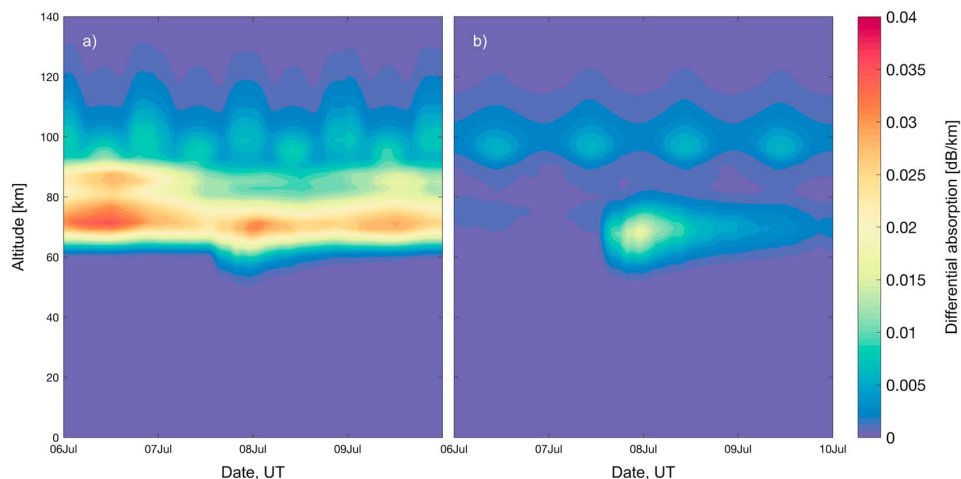 a)
b)
140
120
100
80
60
40
20
0
Altitude [km]
06Jul
07Jul
08Jul
09Jul
Date, UT
06Jul
07Jul
08Jul
09Jul
10Jul
Date, UT
0.04
0.035
0.03
0.025
0.02
0.015
0.01
0.005
0
Differential absorption [dB/km]